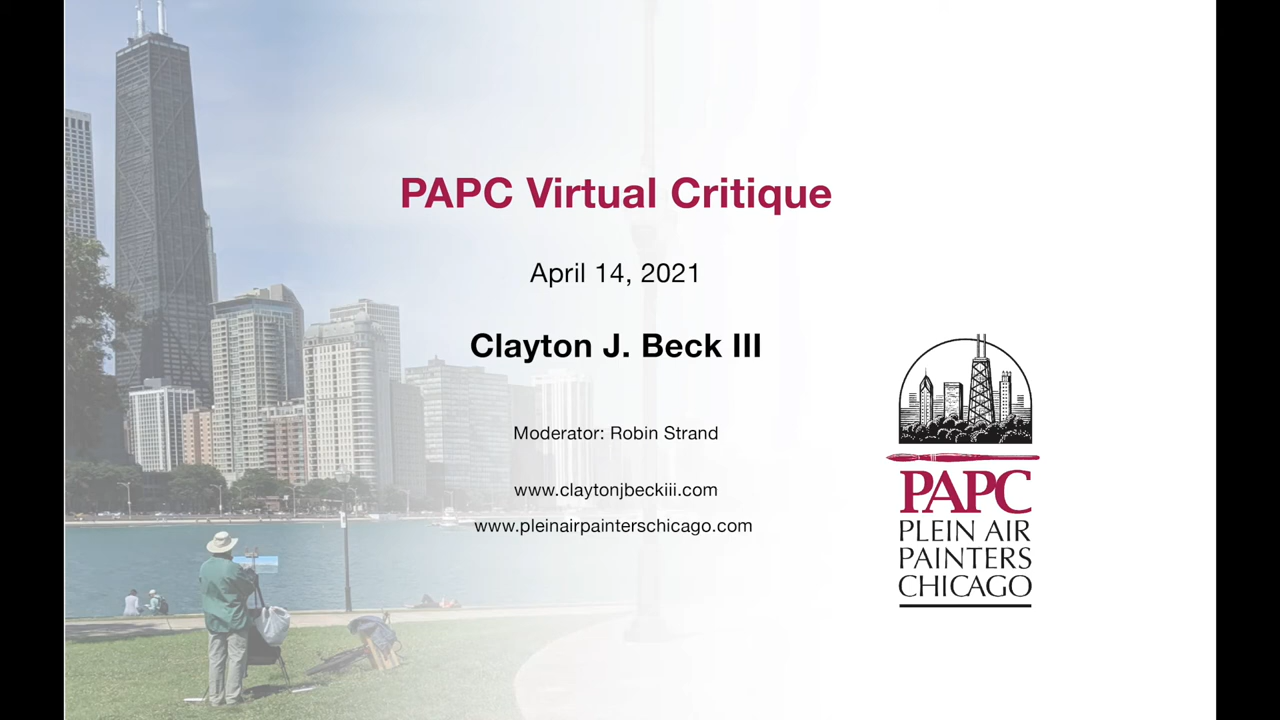 PAPC Virtual Critique
April 14, 2021
Clayton J. Beck III
Moderator: Robin Strand
www.claytonjbeckiii.com
www.pleinairpainterschicago.com
PAPC
PLEIN AIR
PAINTERS
CHICAGO